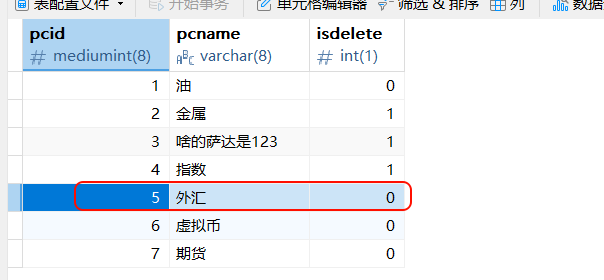 表配置文件 开始事务 单元格编辑器 筛选 & 排序 列
pcid pcname isdelete
# mediumint(8) ABC varchar(8) # int(1)
1 油 0
2 金属 1
3 啥的萨达是123 1
4 指数 1
5 外汇 0
6 虚拟币 0
7 期货 0